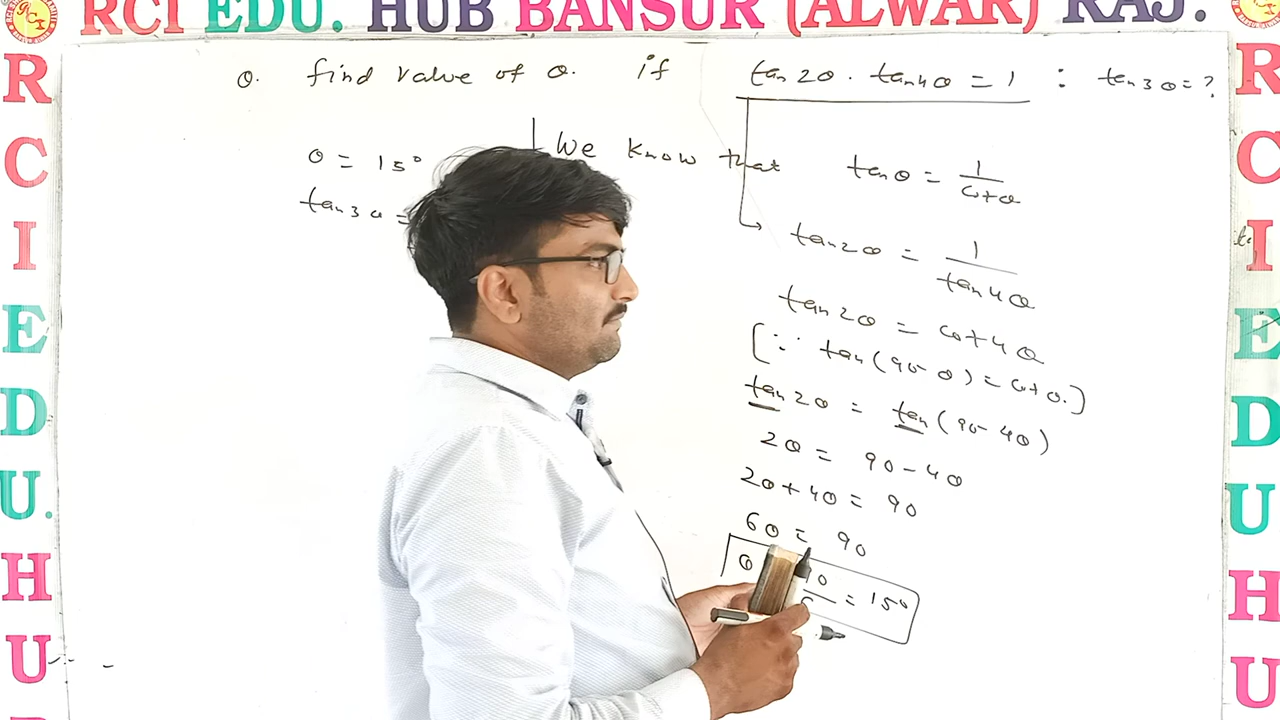 RCI EDU. HUB BANSUR (ALWAR) RAJ.
R
C
I
E
D
U.
H
U
Q. find value of θ. if tan2θ . tan4θ = 1 : tan3θ = ?
θ = 15°
tan3θ =
We know that tanθ = 1/cotθ
tan2θ = 1/tan4θ
tan2θ = cot4θ
[∵ tan(90-θ) = cotθ.]
tan2θ = tan(90-4θ)
2θ = 90-4θ
2θ+4θ = 90
6θ = 90
θ = 15°
R
C
I
E
D
U
H
U